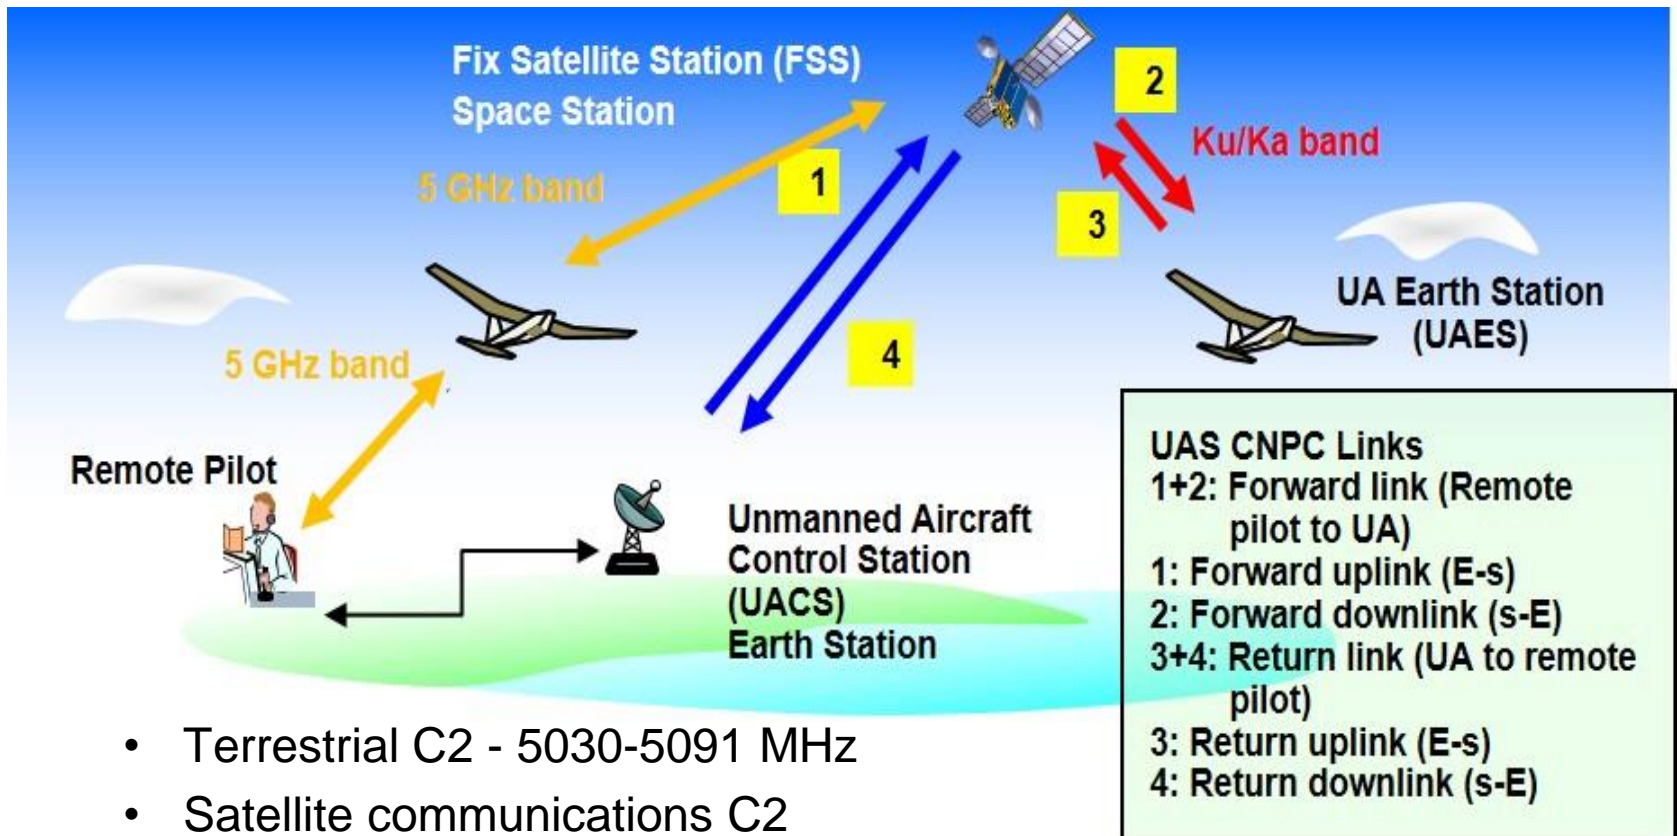 Fix Satellite Station (FSS)
Space Station
2
Ku/Ka band
5 GHz band
1
3
UA Earth Station
(UAES)
5 GHz band
4
Remote Pilot
Unmanned Aircraft
Control Station
(UACS)
Earth Station
UAS CNPC Links
1+2: Forward link (Remote
pilot to UA)
1: Forward uplink (E-s)
2: Forward downlink (s-E)
3+4: Return link (UA to remote
pilot)
3: Return uplink (E-s)
4: Return downlink (s-E)
• Terrestrial C2 - 5030-5091 MHz
• Satellite communications C2